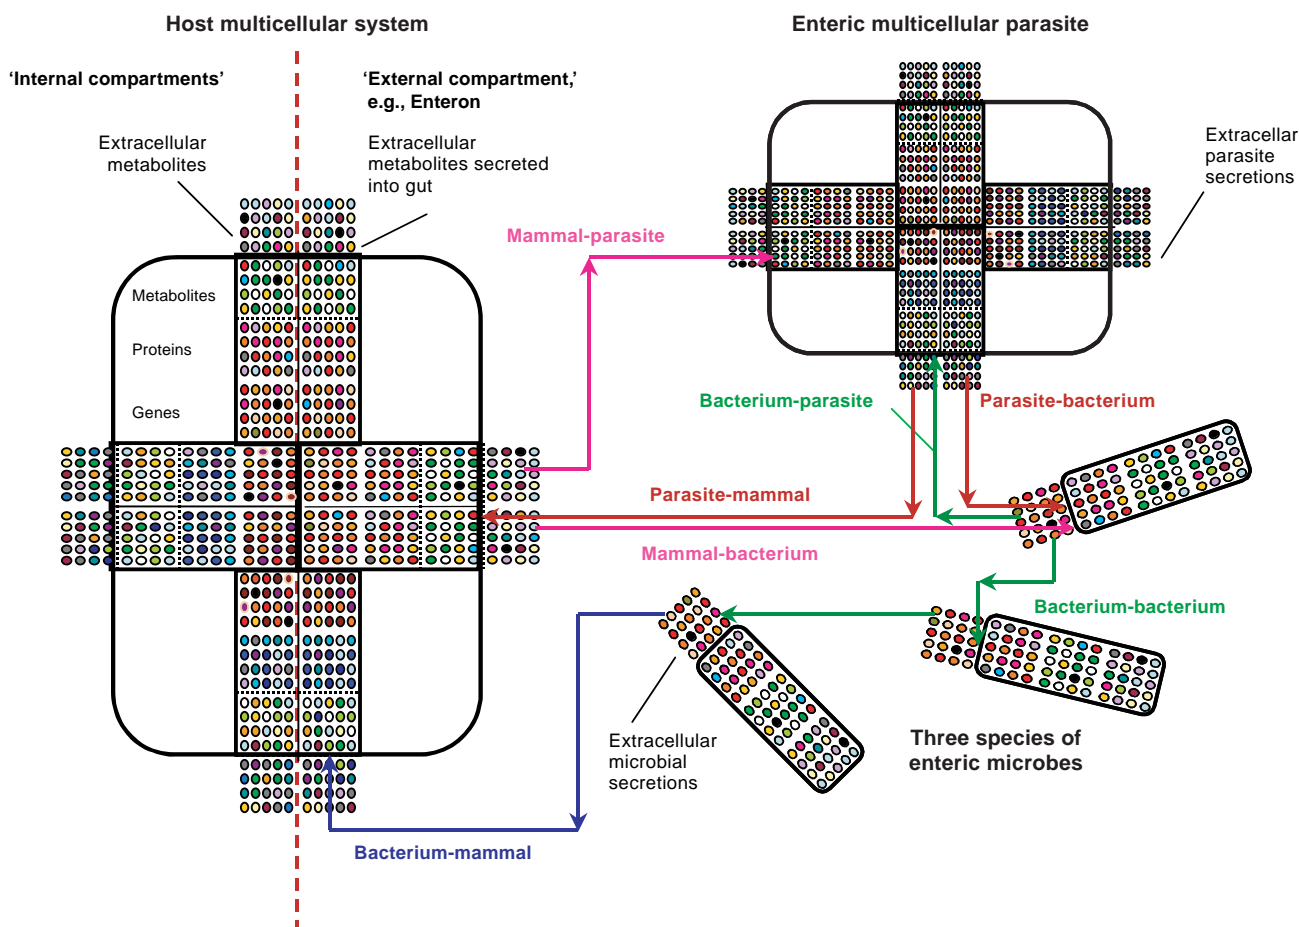 Host multicellular system
Enteric multicellular parasite
‘Internal compartments’
‘External compartment,’
e.g., Enteron
Extracellular
metabolites
Extracellular
metabolites secreted
into gut
Extracellar
parasite
secretions
Mammal-parasite
Metabolites
Proteins
Genes
Bacterium-parasite
Parasite-bacterium
Parasite-mammal
Mammal-bacterium
Bacterium-bacterium
Extracellular
microbial
secretions
Three species of
enteric microbes
Bacterium-mammal